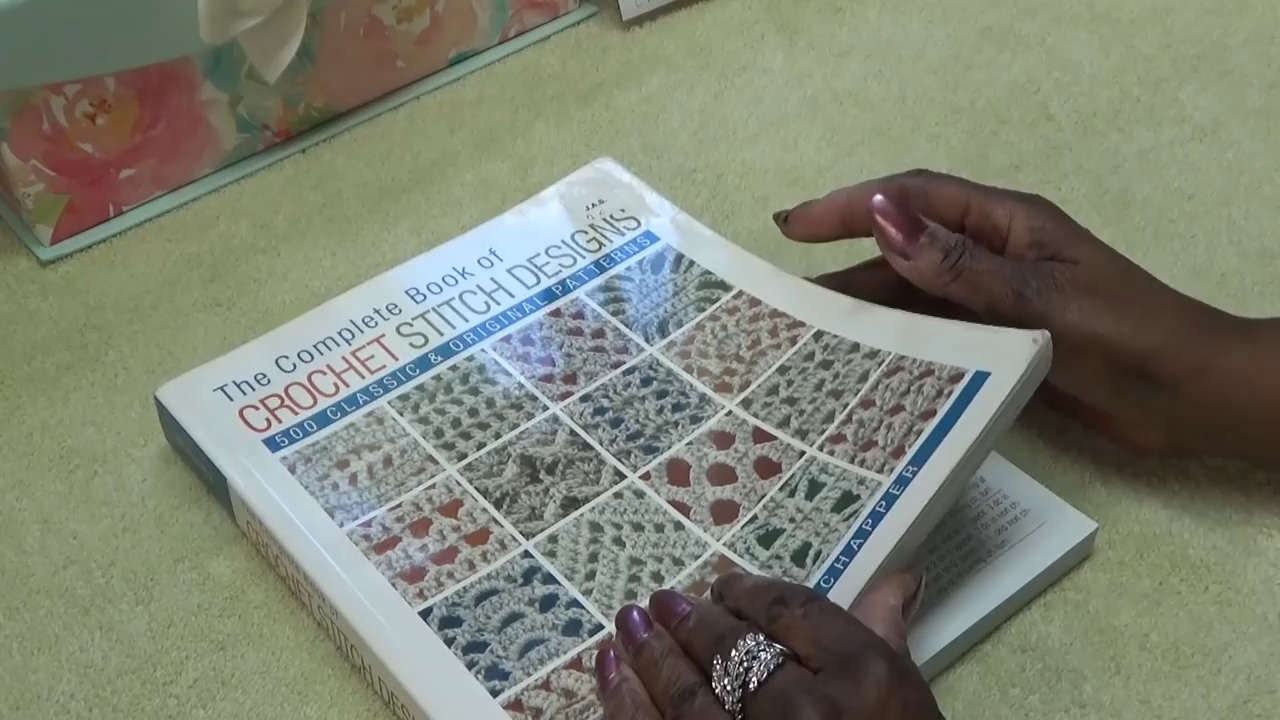 J.A.B.
The Complete Book of
CROCHET STITCH DESIGNS
500 CLASSIC & ORIGINAL PATTERNS
CHAPPER
CROCHET STITCH DES